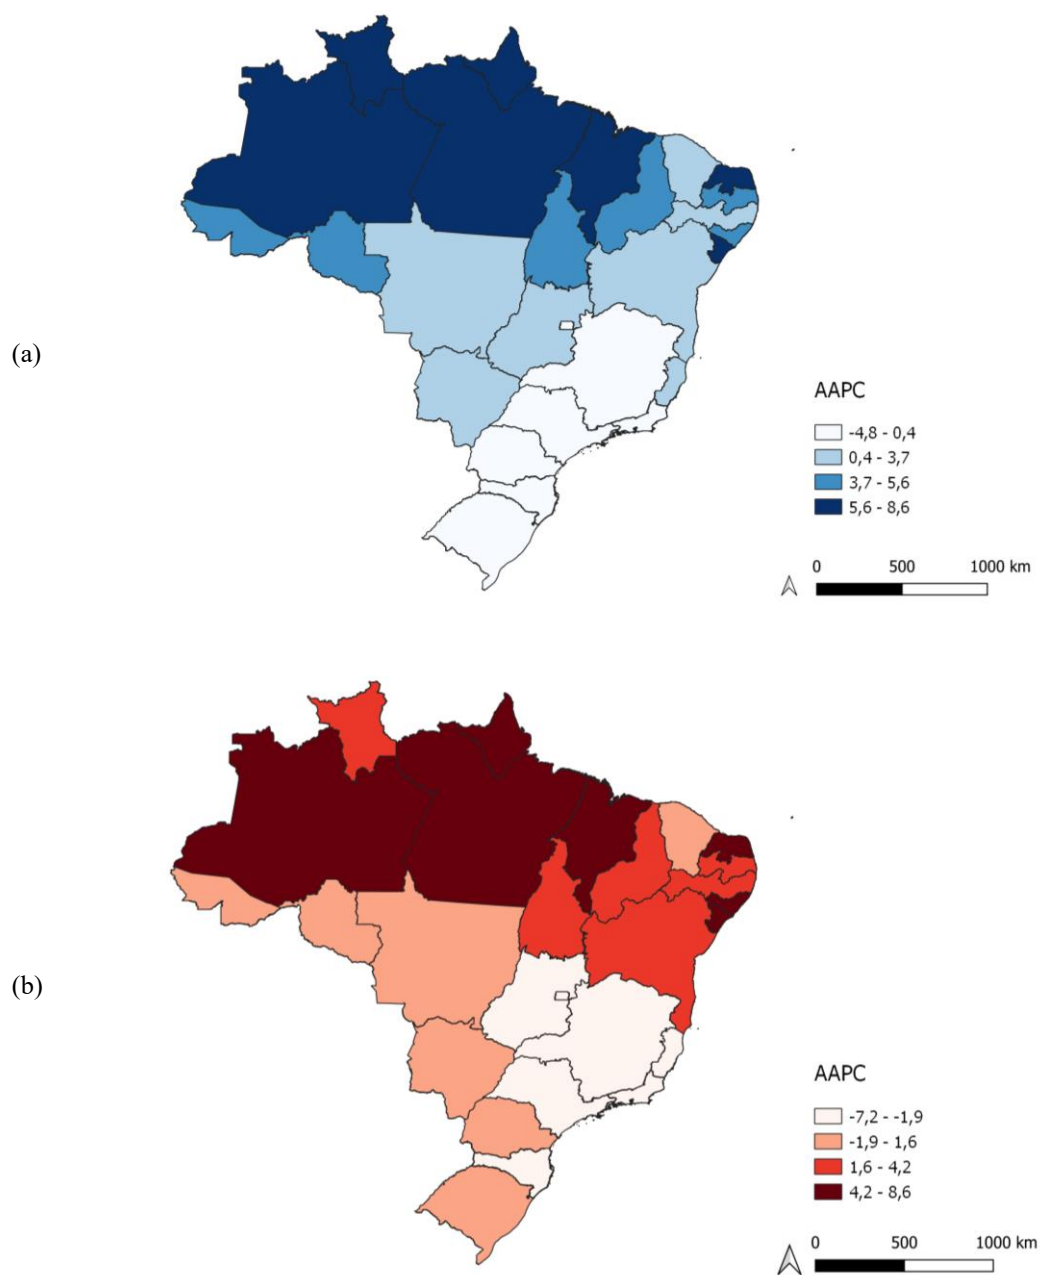 (a)
AAPC
-4,8 - 0,4
0,4 - 3,7
3,7 - 5,6
5,6 - 8,6
0 500 1000 km
(b)
AAPC
-7,2 - -1,9
-1,9 - 1,6
1,6 - 4,2
4,2 - 8,6
0 500 1000 km